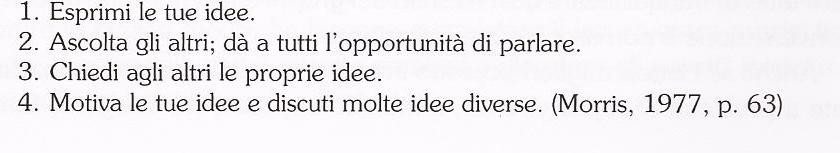 1. Esprimi le tue idee.
2. Ascolta gli altri; dà a tutti l'opportunità di parlare.
3. Chiedi agli altri le proprie idee.
4. Motiva le tue idee e discuti molte idee diverse. (Morris, 1977, p. 63)